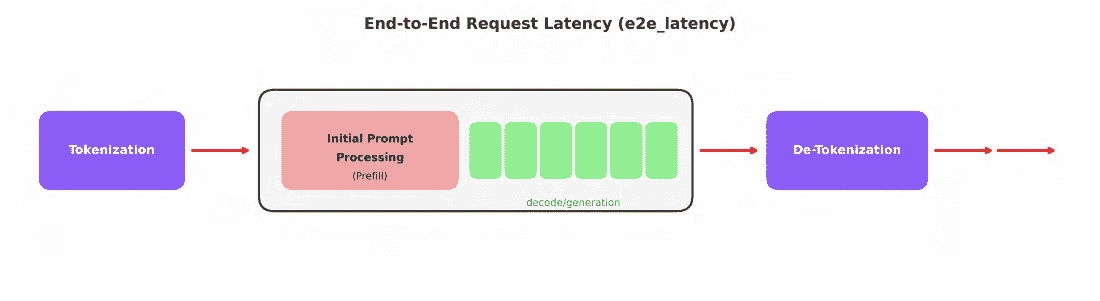 End-to-End Request Latency (e2e_latency)
Tokenization
Initial Prompt
Processing
(Prefill)
decode/generation
De-Tokenization